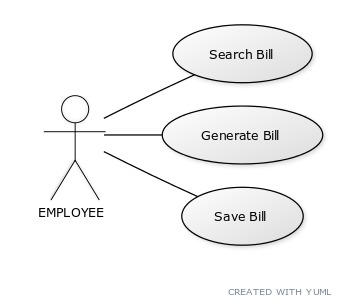 Search Bill
Generate Bill
EMPLOYEE
Save Bill
CREATED WITH YUML